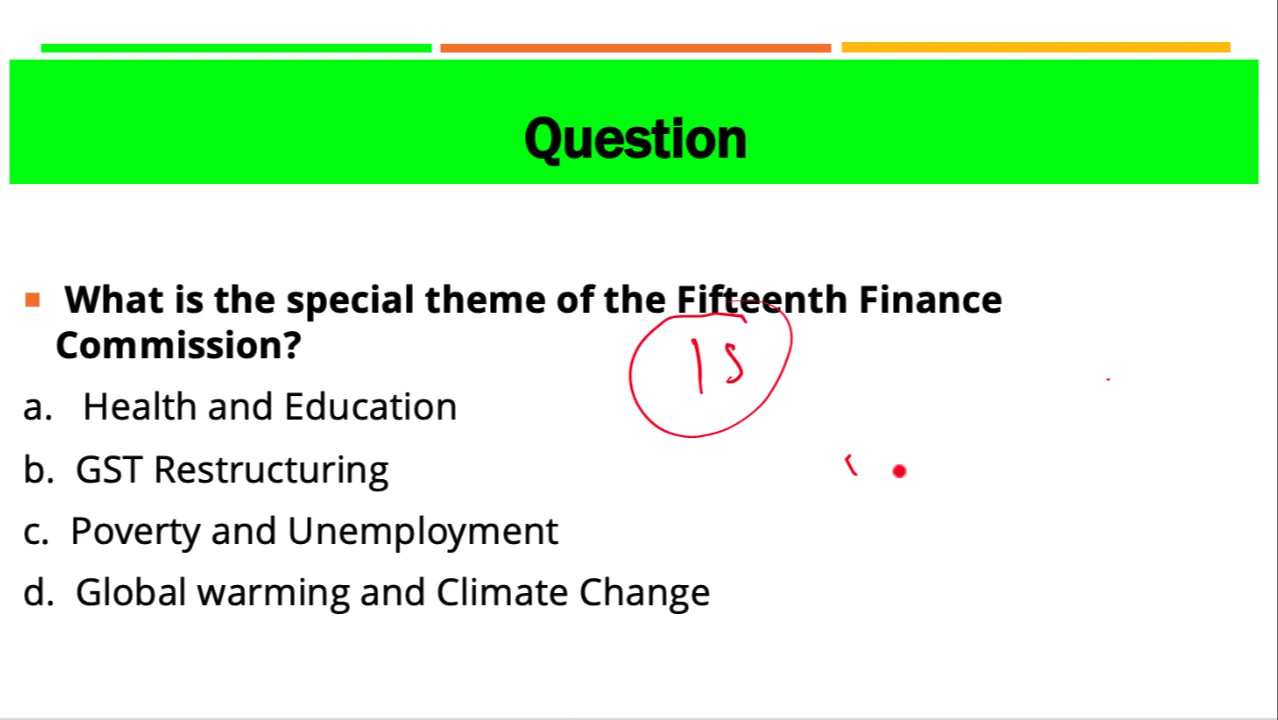 Question
What is the special theme of the Fifteenth Finance
Commission?
15
a. Health and Education
b. GST Restructuring
c. Poverty and Unemployment
d. Global warming and Climate Change